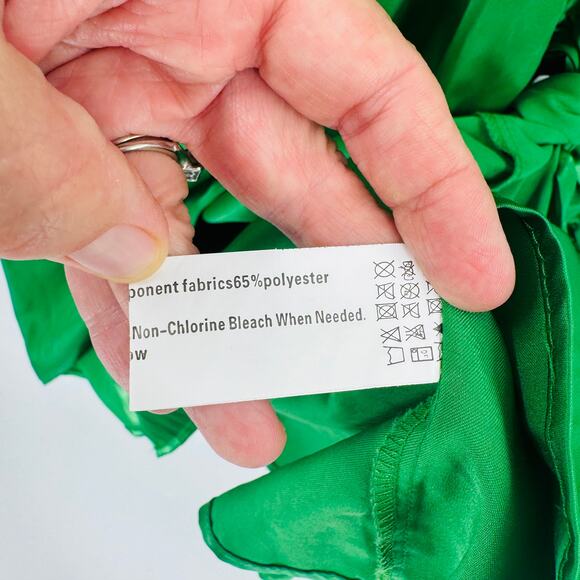 ponent fabrics65%polyester
Non-Chlorine Bleach When Needed.
ow